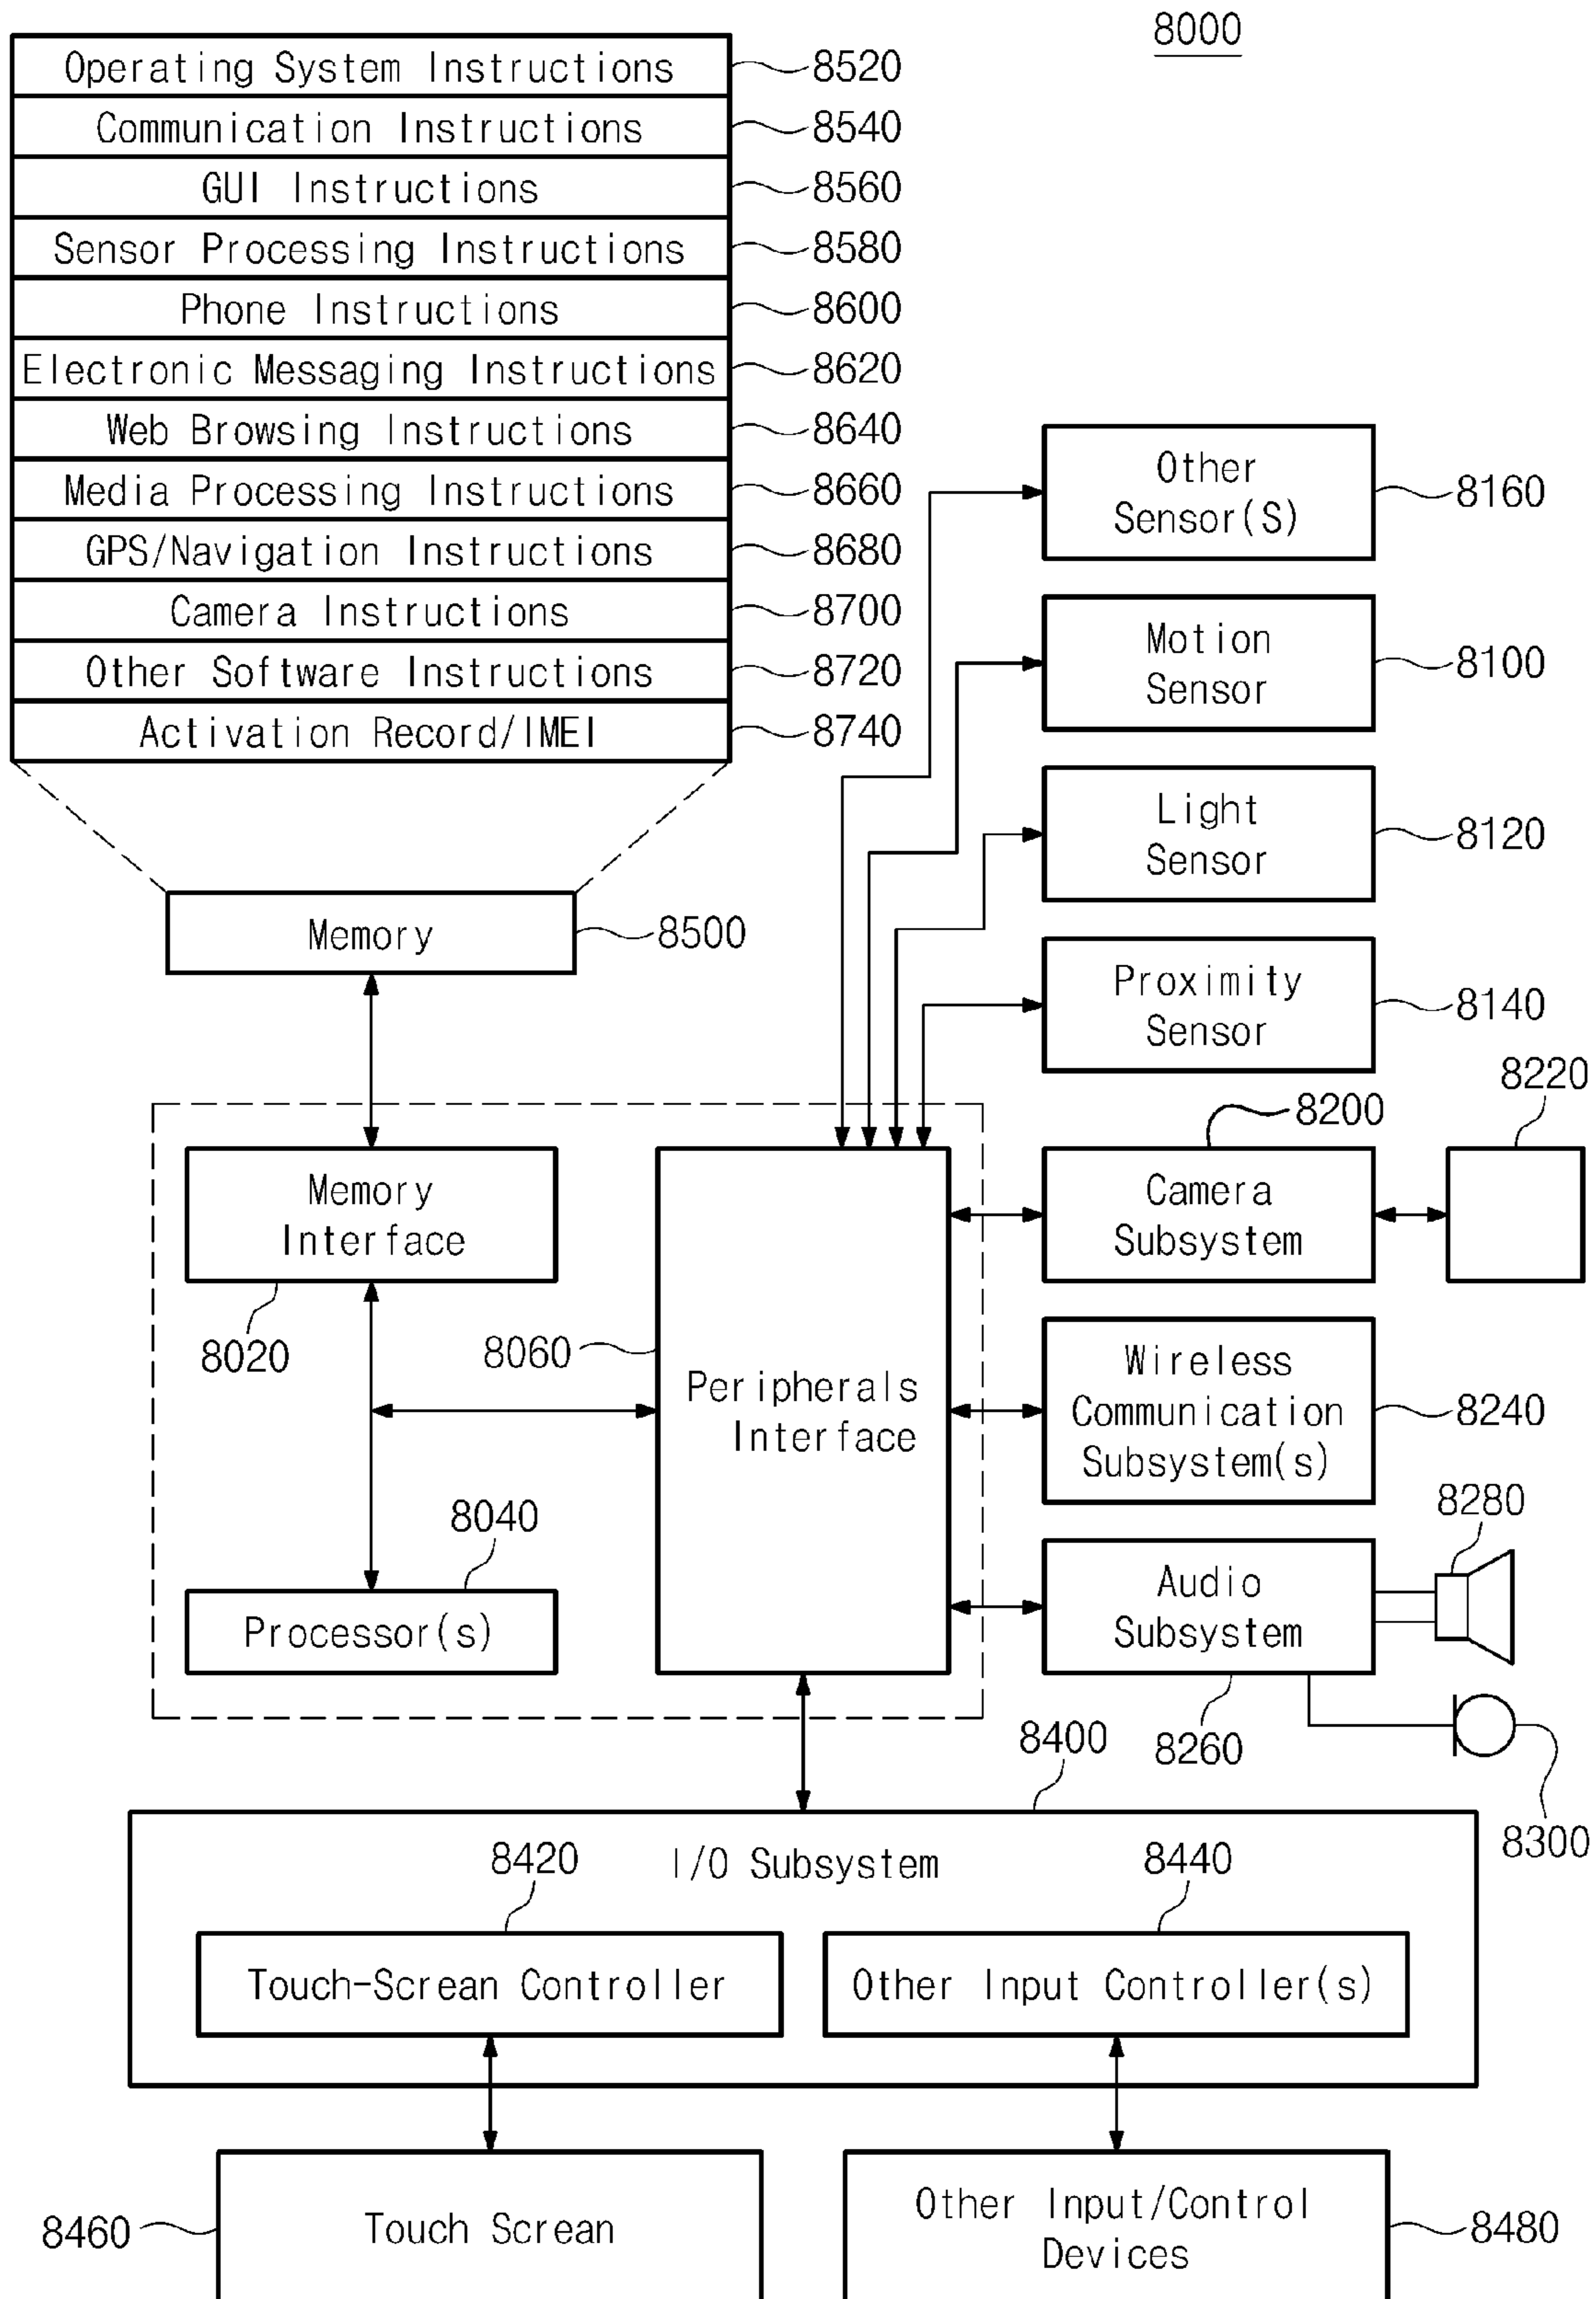 8000
Operating System Instructions
8520
Communication Instructions
8540
GUI Instructions
8560
Sensor Processing Instructions
8580
Phone Instructions
8600
Electronic Messaging Instructions
8620
Web Browsing Instructions
8640
Media Processing Instructions
8660
GPS/Navigation Instructions
8680
Camera Instructions
8700
Other Software Instructions
8720
Activation Record/IMEI
8740
Other
Sensor(S)
8160
Motion
Sensor
8100
Light
Sensor
8120
Memory
8500
Proximity
Sensor
8140
8220
8200
Memory
Interface
8020
Camera
Subsystem
8060
Peripherals
Interface
Wireless
Communication
Subsystem(s)
8240
8040
Processor(s)
8280
Audio
Subsystem
8260
8300
8400
I/O Subsystem
8420
8440
Touch-Screan Controller
Other Input Controller(s)
8460
Touch Screan
Other Input/Control
Devices
8480